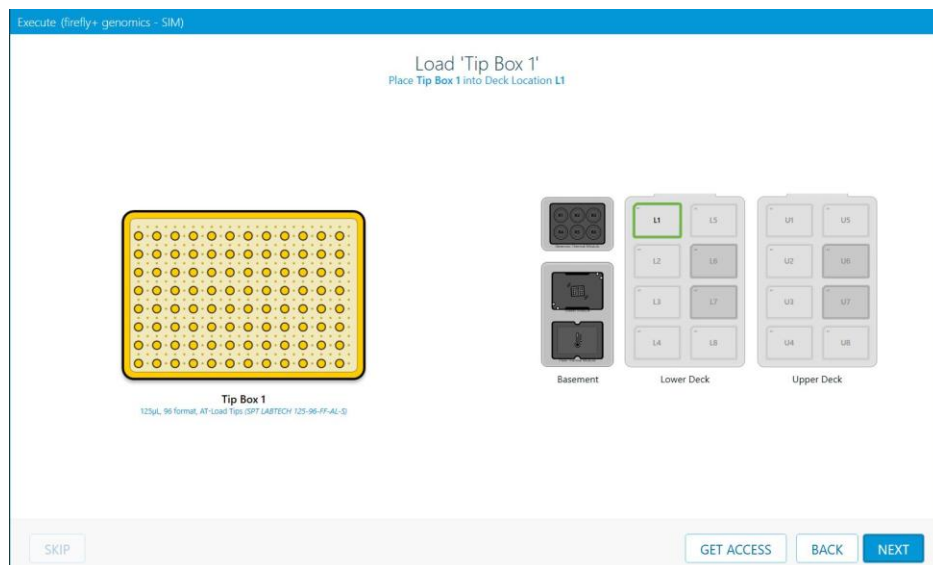 Execute (firefly+ genomics - SIM)
Load 'Tip Box 1'
Place Tip Box 1 into Deck Location L1
L1 L5 U1 U5
L2 L6 U2 U6
L3 L7 U3 U7
L4 L8 U4 U8
Basement Lower Deck Upper Deck
Tip Box 1
125µL, 96 format, AT-Load Tips (SPT LABTECH 125-96-FF-AL-S)
SKIP GET ACCESS BACK NEXT